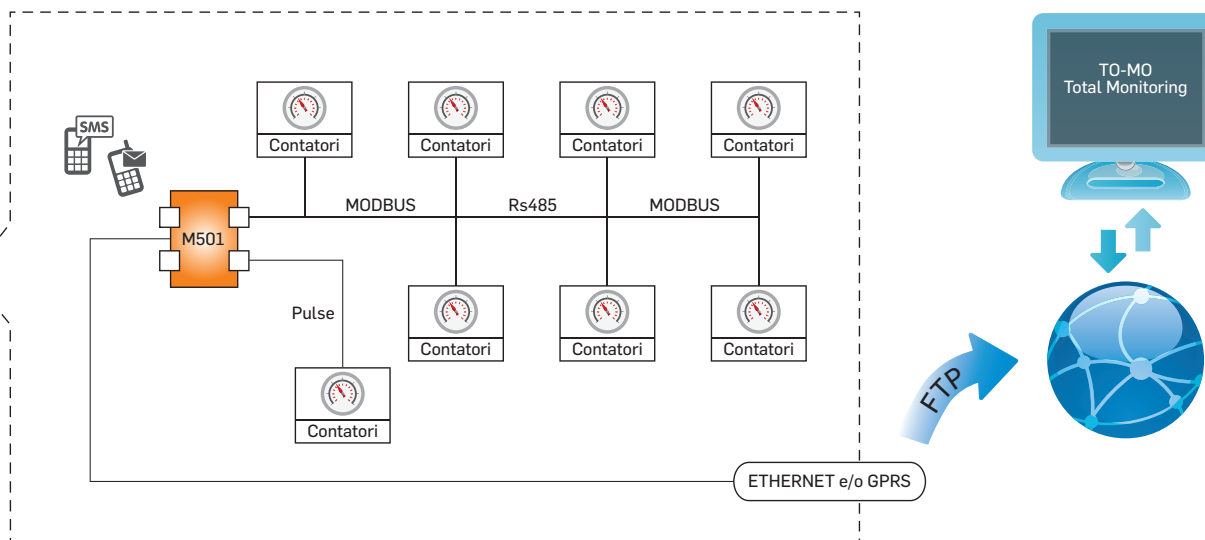 TO-MO
Total Monitoring
SMS
Contatori
Contatori
Contatori
Contatori
MODBUS
Rs485
MODBUS
M501
Pulse
Contatori
Contatori
Contatori
Contatori
FTP
ETHERNET e/o GPRS